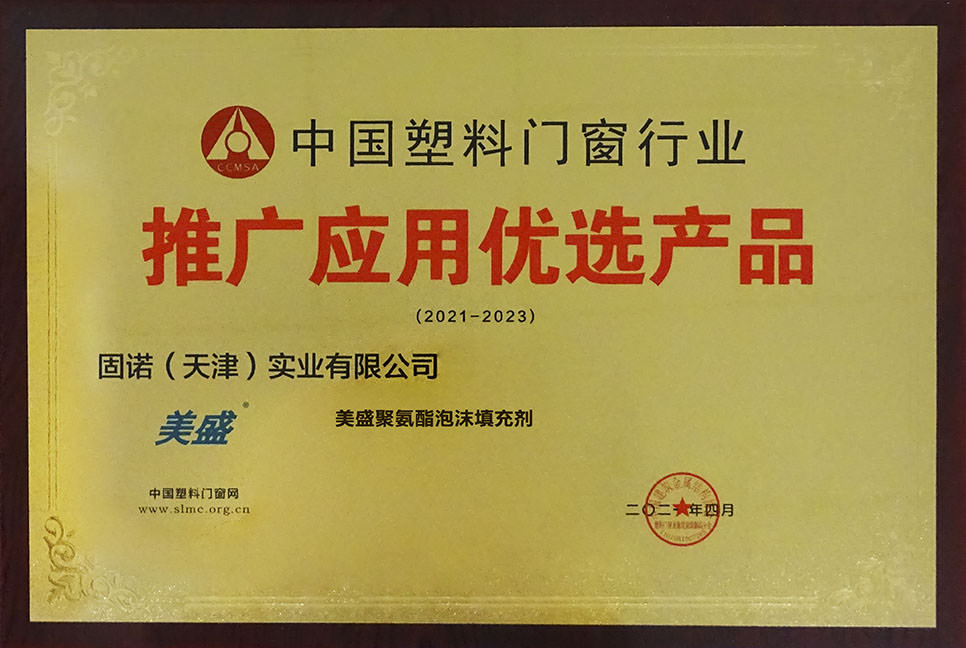 CCMSA
中国塑料门窗行业
推广应用优选产品
(2021-2023)
固诺（天津）实业有限公司
美盛®
美盛聚氨酯泡沫填充剂
中国塑料门窗网
www.slmc.org.cn
二〇二一年四月